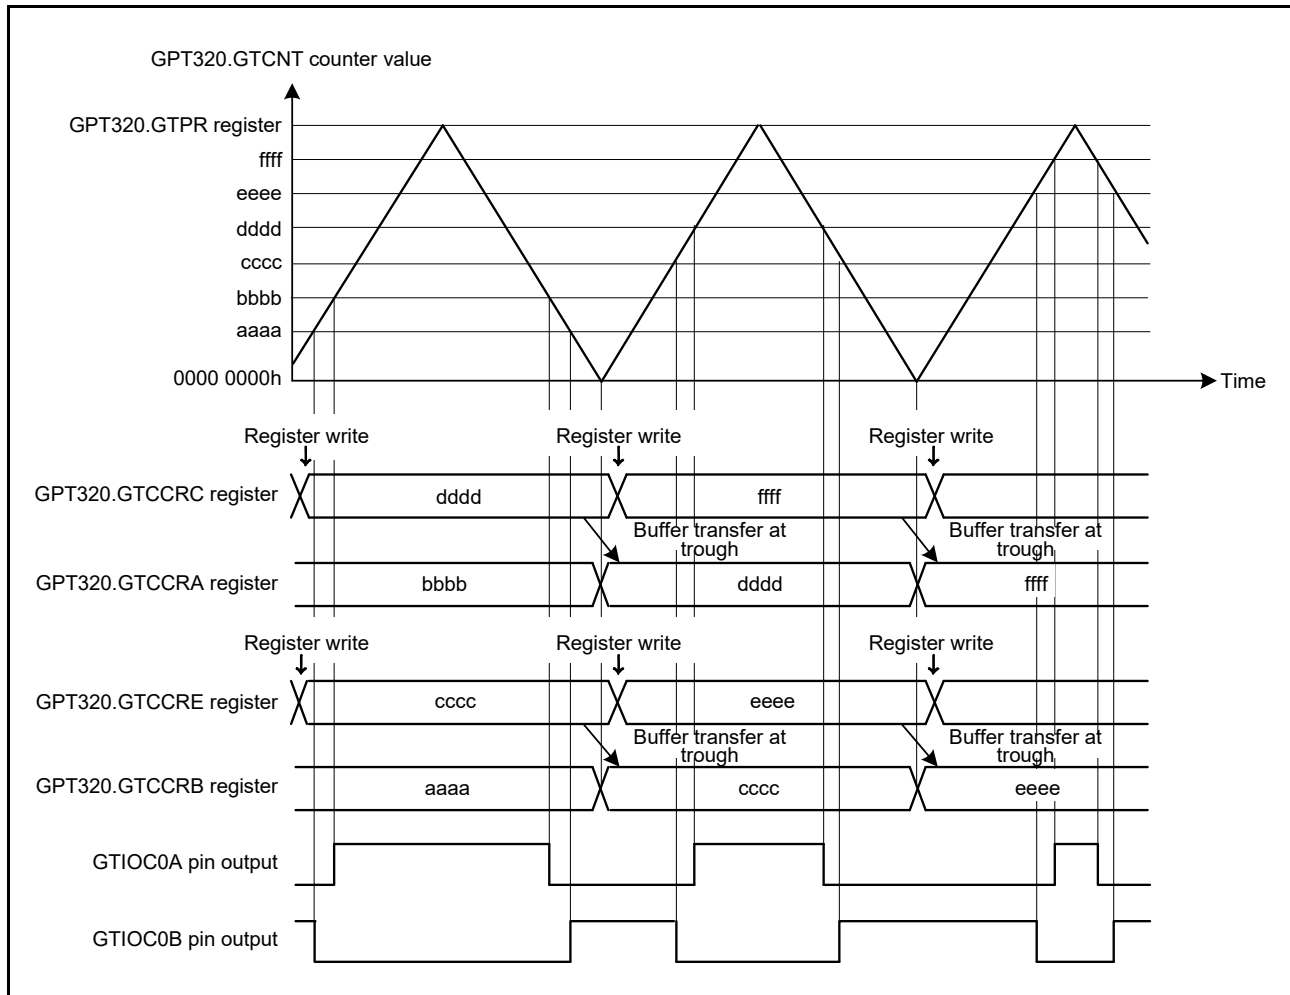 GPT320.GTCNT counter value
GPT320.GTPR register
ffff
eeee
dddd
cccc
bbbb
aaaa
0000 0000h
Time
Register write Register write Register write
GPT320.GTCCRC register dddd ffff
Buffer transfer at trough Buffer transfer at trough
GPT320.GTCCRA register bbbb dddd ffff
Register write Register write Register write
GPT320.GTCCRE register cccc eeee
Buffer transfer at trough Buffer transfer at trough
GPT320.GTCCRB register aaaa cccc eeee
GTIOC0A pin output
GTIOC0B pin output